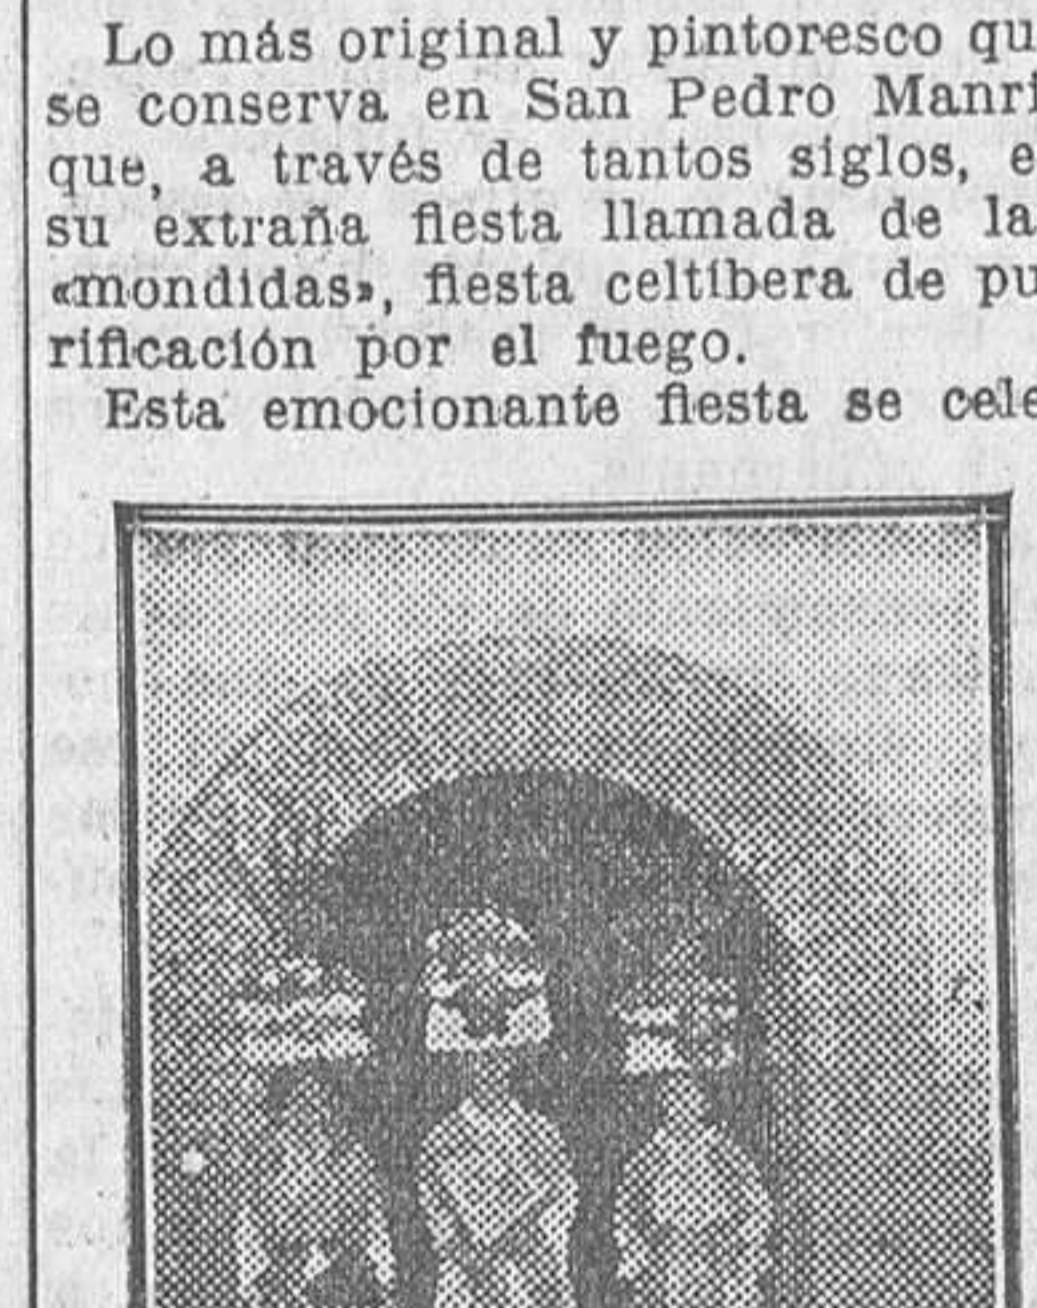 Lo más original y pintoresco qu
se conserva en San Pedro Manri
que, a través de tantos siglos, e
su extraña fiesta llamada de la
«mondidas», fiesta celtíbera de pu
rificación por el fuego.
Esta emocionante fiesta se cele